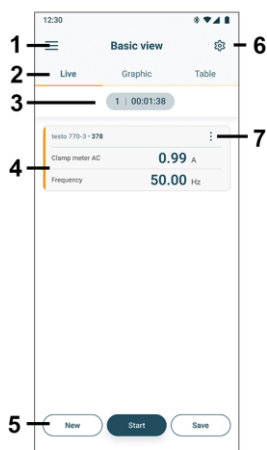 12:30
1 Basic view 6
2 Live Graphic Table
3 1 | 00:01:38
testo 770-3 • 378 7
4 Clamp meter AC 0.99 A
Frequency 50.00 Hz
5 New Start Save